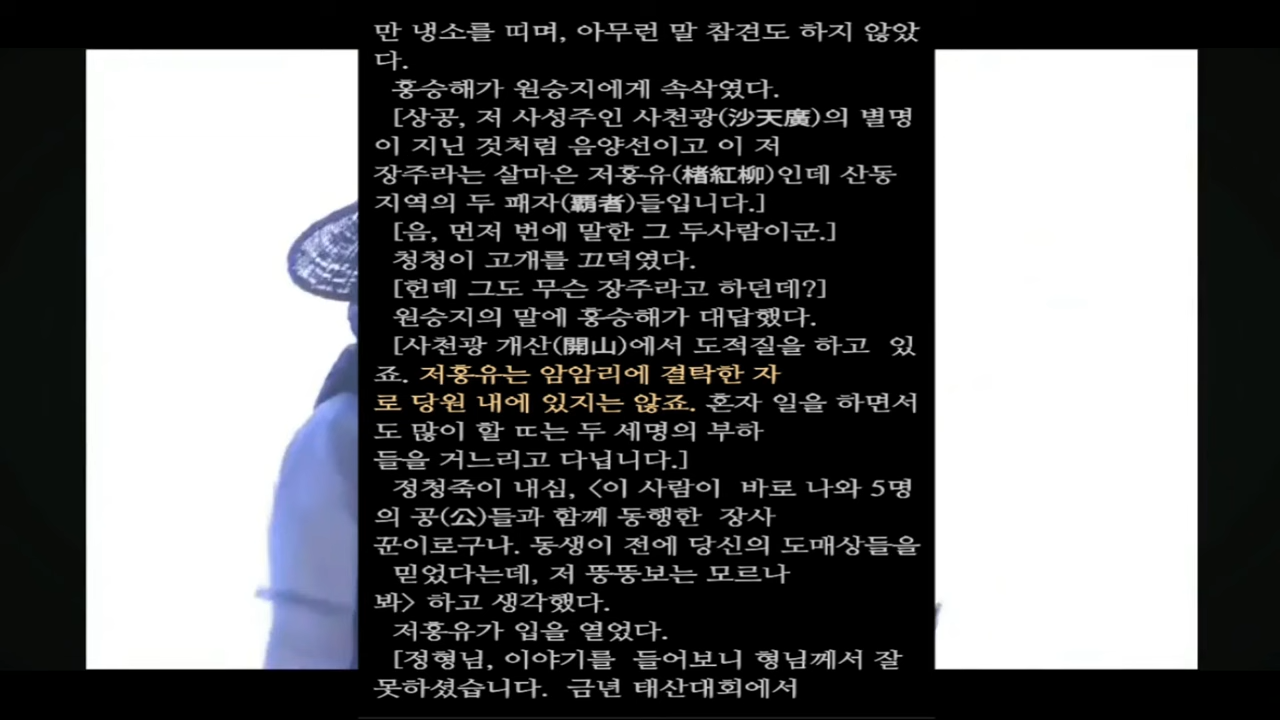 만 냉소를 띠며, 아무런 말 참견도 하지 않았
다.
홍승해가 원승지에게 속삭였다.
[상공, 저 사성주인 사천광(沙天廣)의 별명
이 지닌 것처럼 음양선이고 이 저
장주라는 살마은 저홍유(楮紅柳)인데 산동
지역의 두 패자(覇者)들입니다.]
[음, 먼저 번에 말한 그 두사람이군.]
청청이 고개를 끄덕였다.
[헌데 그도 무슨 장주라고 하던데?]
원승지의 말에 홍승해가 대답했다.
[사천광 개산(開山)에서 도적질을 하고 있
죠. 저홍유는 암암리에 결탁한 자
로 당원 내에 있지는 않죠. 혼자 일을 하면서
도 많이 할 뜨는 두 세명의 부하
들을 거느리고 다닙니다.]
정청죽이 내심, <이 사람이 바로 나와 5명
의 공(公)들과 함께 동행한 장사
꾼이로구나. 동생이 전에 당신의 도매상들을
믿었다는데, 저 뚱뚱보는 모르나
봐> 하고 생각했다.
저홍유가 입을 열었다.
[정형님, 이야기를 들어보니 형님께서 잘
못하셨습니다. 금년 태산대회에서